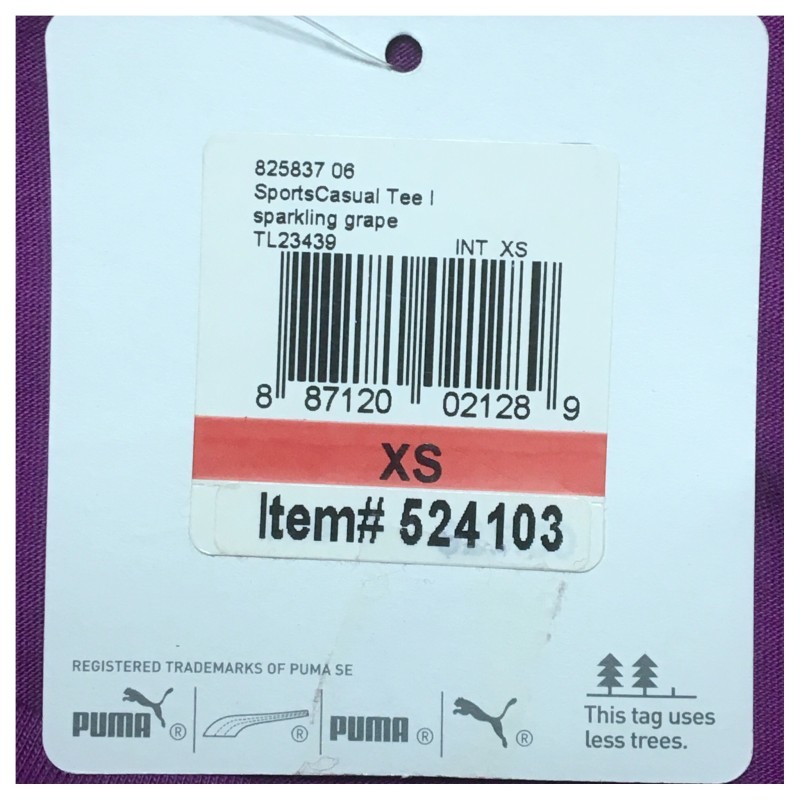 825837 06
SportsCasual Tee I
sparkling grape
TL23439 INT XS
8 87120 02128 9
XS
Item# 524103
REGISTERED TRADEMARKS OF PUMA SE
PUMA® ® PUMA® ®
This tag uses
less trees.